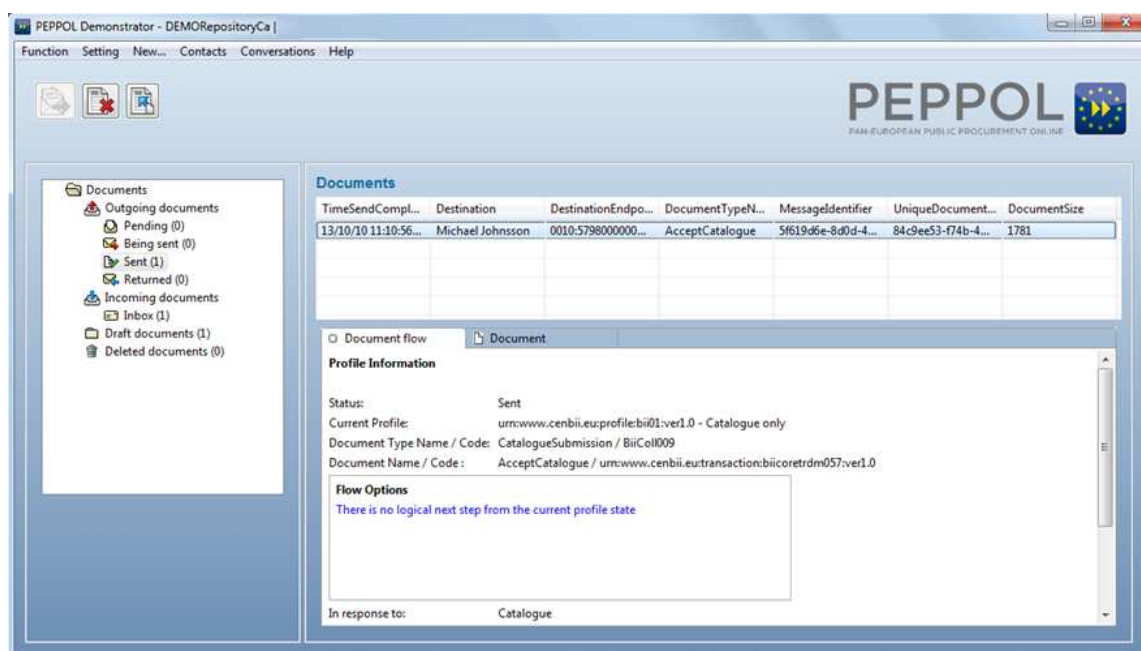 PEPPOL Demonstrator - DEMORepositoryCa |
Function Setting New... Contacts Conversations Help
PEPPOL
PAN-EUROPEAN PUBLIC PROCUREMENT ONLINE
Documents
Outgoing documents
Pending (0)
Being sent (0)
Sent (1)
Returned (0)
Incoming documents
Inbox (1)
Draft documents (1)
Deleted documents (0)
Documents
TimeSendCompl... Destination DestinationEndpo... DocumentTypeN... MessageIdentifier UniqueDocument... DocumentSize
13/10/10 11:10:56... Michael Johnsson 0010:5798000000... AcceptCatalogue 5f619d6e-8d0d-4... 84c9ee53-f74b-4... 1781
Document flow Document
Profile Information
Status: Sent
Current Profile: urn:www.cenbii.eu:profile:bii01:ver1.0 - Catalogue only
Document Type Name / Code: CatalogueSubmission / BiiColl009
Document Name / Code : AcceptCatalogue / urn:www.cenbii.eu:transaction:biicoretrdm057:ver1.0
Flow Options
There is no logical next step from the current profile state
In response to: Catalogue